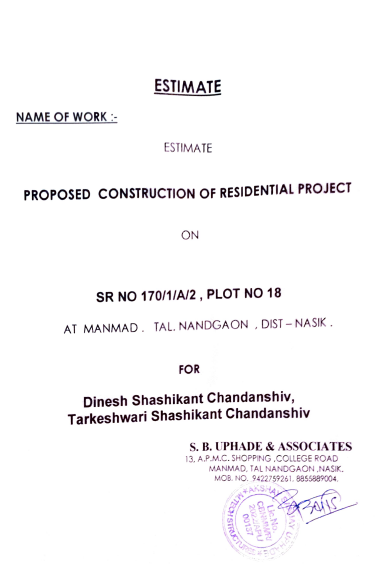 ESTIMATE
NAME OF WORK :-
ESTIMATE
PROPOSED CONSTRUCTION OF RESIDENTIAL PROJECT
ON
SR NO 170/1/A/2 , PLOT NO 18
AT MANMAD . TAL. NANDGAON , DIST – NASIK .
FOR
Dinesh Shashikant Chandanshiv,
Tarkeshwari Shashikant Chandanshiv
S. B. UPHADE & ASSOCIATES
13, A.P.M.C. SHOPPING ,COLLEGE ROAD
MANMAD, TAL NANDGAON ,NASIK.
MOB. NO. 9422759261, 8855889004.
Lic No.